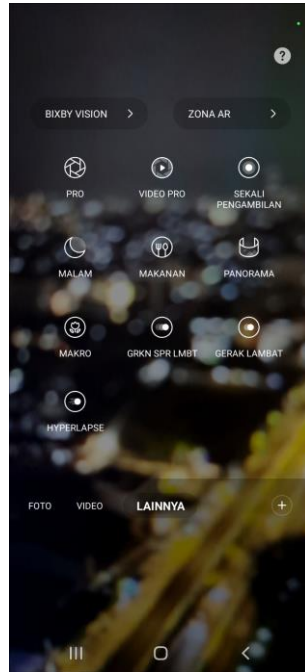 ?
BIXBY VISION >
ZONA AR >
PRO
VIDEO PRO
SEKALI
PENGAMBILAN
MALAM
MAKANAN
PANORAMA
MAKRO
GRKN SPR LMBT
GERAK LAMBAT
HYPERLAPSE
FOTO
VIDEO
LAINNYA
+